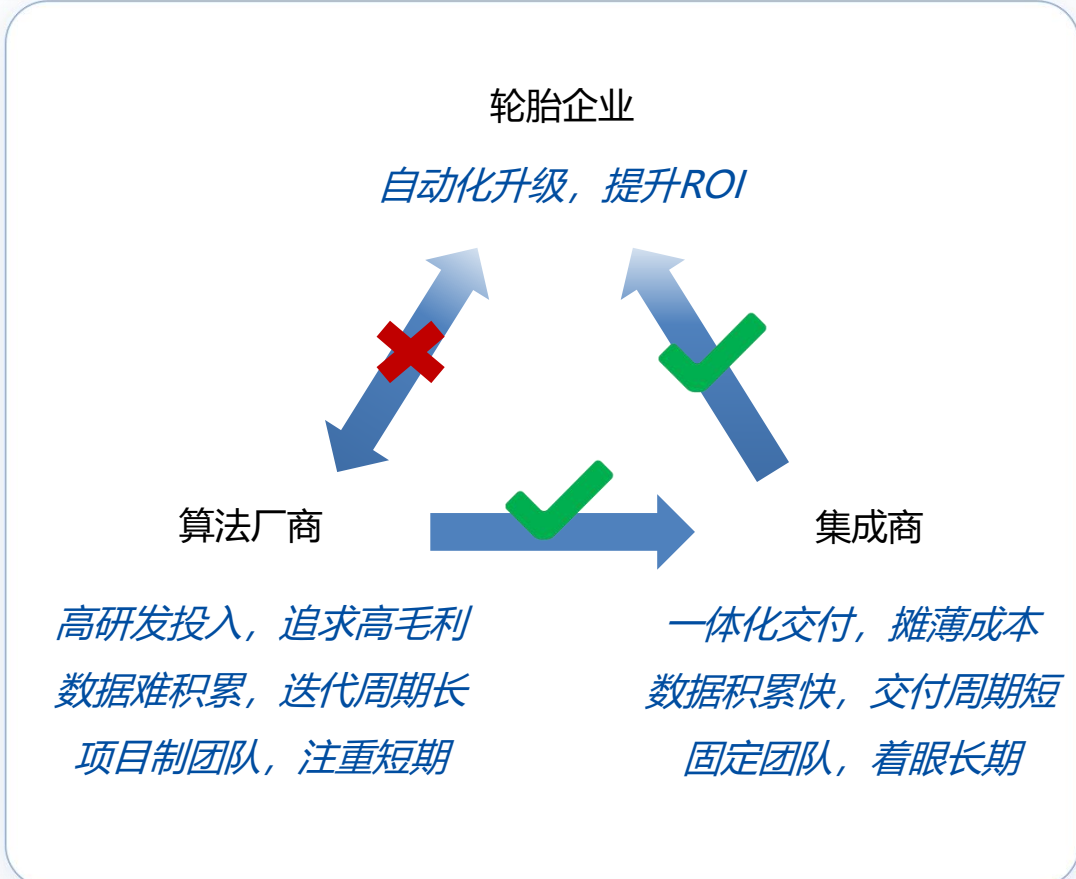 轮胎企业
自动化升级，提升ROI
算法厂商
高研发投入，追求高毛利
数据难积累，迭代周期长
项目制团队，注重短期
集成商
一体化交付，摊薄成本
数据积累快，交付周期短
固定团队，着眼长期